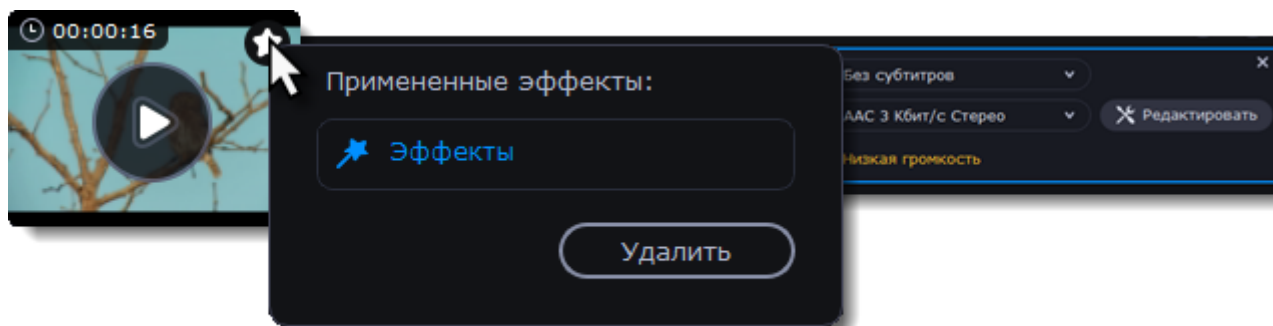 00:00:16
Примененные эффекты:
Эффекты
Удалить
Без субтитров
AAC 3 Кбит/с Стерео
Редактировать
Низкая громкость